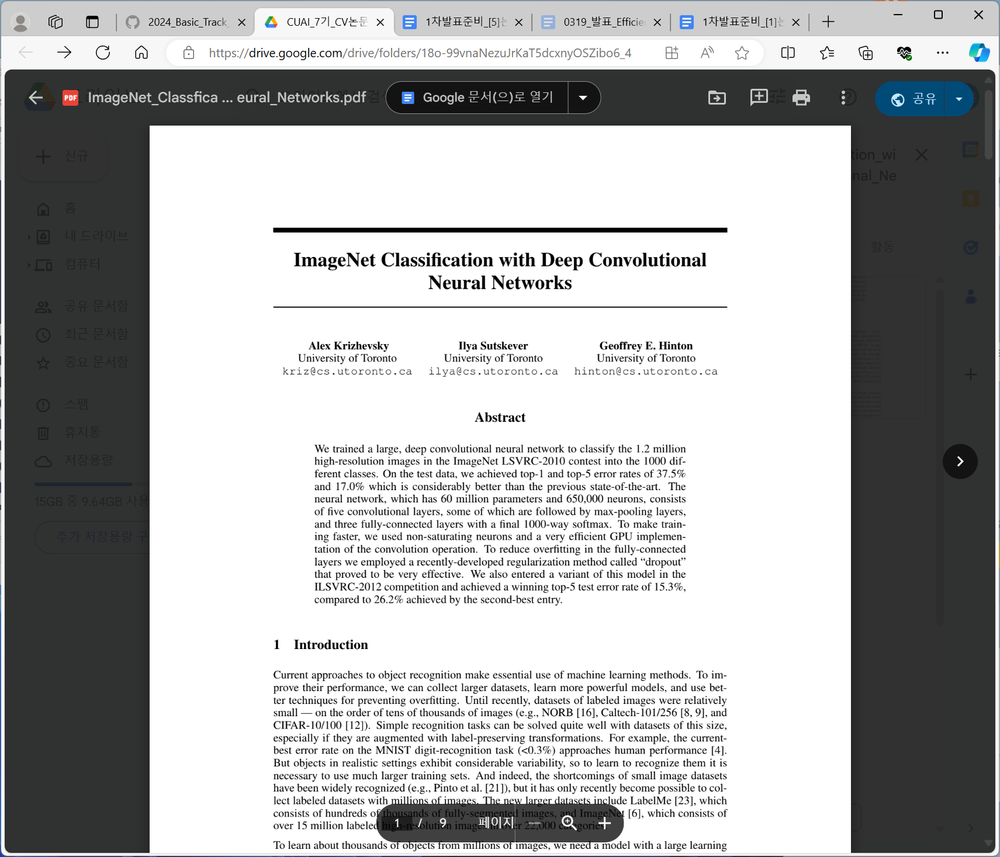 2024_Basic_Track_
CUAI_7기_CV논문
1차발표준비_[5]논
0319_발표_Efficie
1차발표준비_[1]논
https://drive.google.com/drive/folders/18o-99vnaNezuJrKaT5dcxnyOSZibo6_4
PDF
ImageNet_Classfica ... eural_Networks.pdf
Google 문서(으)로 열기
공유
신규
홈
내 드라이브
컴퓨터
공유 문서함
최근 문서함
중요 문서함
스팸
휴지통
저장용량
15GB 중 9.64GB 사용
추가 저장용량 구
tion_wi
nal_Ne
활동
31
ImageNet Classification with Deep Convolutional
Neural Networks
Alex Krizhevsky
University of Toronto
kriz@cs.utoronto.ca
Ilya Sutskever
University of Toronto
ilya@cs.utoronto.ca
Geoffrey E. Hinton
University of Toronto
hinton@cs.utoronto.ca
Abstract
We trained a large, deep convolutional neural network to classify the 1.2 million
high-resolution images in the ImageNet LSVRC-2010 contest into the 1000 dif-
ferent classes. On the test data, we achieved top-1 and top-5 error rates of 37.5%
and 17.0% which is considerably better than the previous state-of-the-art. The
neural network, which has 60 million parameters and 650,000 neurons, consists
of five convolutional layers, some of which are followed by max-pooling layers,
and three fully-connected layers with a final 1000-way softmax. To make train-
ing faster, we used non-saturating neurons and a very efficient GPU implemen-
tation of the convolution operation. To reduce overfitting in the fully-connected
layers we employed a recently-developed regularization method called “dropout”
that proved to be very effective. We also entered a variant of this model in the
ILSVRC-2012 competition and achieved a winning top-5 test error rate of 15.3%,
compared to 26.2% achieved by the second-best entry.
1 Introduction
Current approaches to object recognition make essential use of machine learning methods. To im-
prove their performance, we can collect larger datasets, learn more powerful models, and use bet-
ter techniques for preventing overfitting. Until recently, datasets of labeled images were relatively
small — on the order of tens of thousands of images (e.g., NORB [16], Caltech-101/256 [8, 9], and
CIFAR-10/100 [12]). Simple recognition tasks can be solved quite well with datasets of this size,
especially if they are augmented with label-preserving transformations. For example, the current-
best error rate on the MNIST digit-recognition task (<0.3%) approaches human performance [4].
But objects in realistic settings exhibit considerable variability, so to learn to recognize them it is
necessary to use much larger training sets. And indeed, the shortcomings of small image datasets
have been widely recognized (e.g., Pinto et al. [21]), but it has only recently become possible to col-
lect labeled datasets with millions of images. The new larger datasets include LabelMe [23], which
consists of hundreds of thousands of fully-segmented images, and ImageNet [6], which consists of
over 15 million labeled high-resolution images in over 22,000 categories.
To learn about thousands of objects from millions of images, we need a model with a large learning
1 / 9 페이지